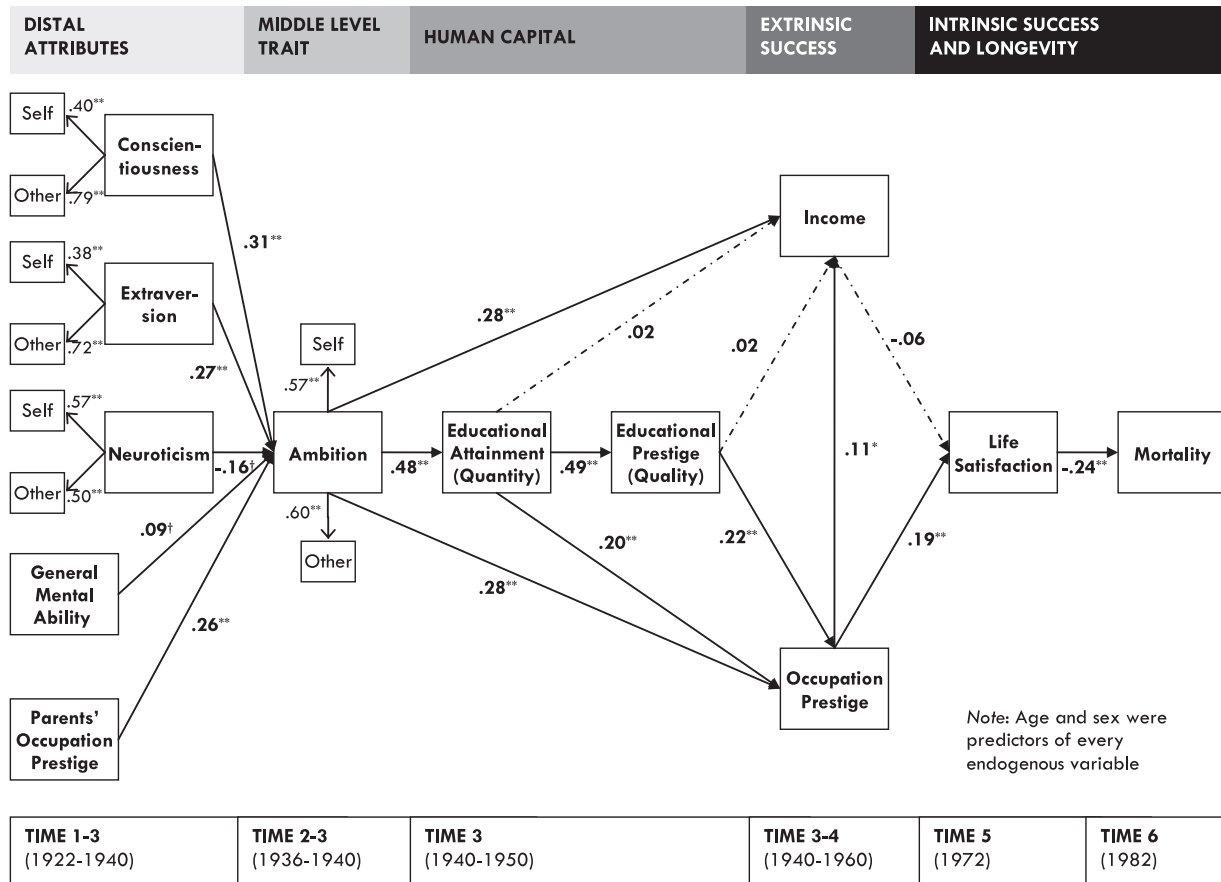 DISTAL
ATTRIBUTES
MIDDLE LEVEL
TRAIT
HUMAN CAPITAL
EXTRINSIC
SUCCESS
INTRINSIC SUCCESS
AND LONGEVITY
Self
.40**
Conscien-
tiousness
Other
.79**
.31**
Self
.38**
Extraver-
sion
Other
.72**
.27**
Self
.57**
Neuroticism
Other
.50**
-.16†
General
Mental
Ability
.09†
Parents'
Occupation
Prestige
.26**
Self
.57**
Ambition
.60**
Other
.28**
.48**
.28**
Educational
Attainment
(Quantity)
.02
.49**
.20**
Educational
Prestige
(Quality)
.02
.22**
Income
-.06
.11*
Occupation
Prestige
.19**
Life
Satisfaction
-.24**
Mortality
Note: Age and sex were
predictors of every
endogenous variable
TIME 1-3
(1922-1940)
TIME 2-3
(1936-1940)
TIME 3
(1940-1950)
TIME 3-4
(1940-1960)
TIME 5
(1972)
TIME 6
(1982)